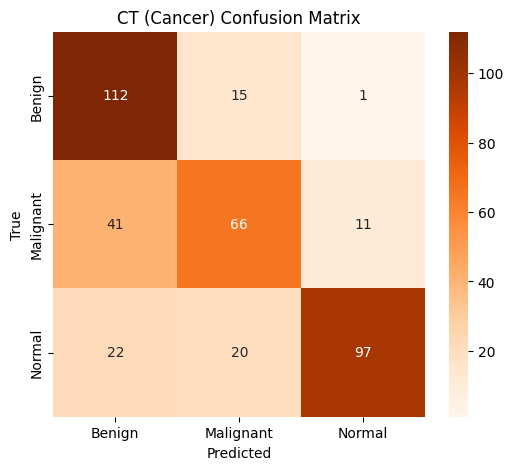 CT (Cancer) Confusion Matrix
Benign
112
15
1
Malignant
41
66
11
Normal
22
20
97
True
Benign
Malignant
Normal
Predicted
100
80
60
40
20